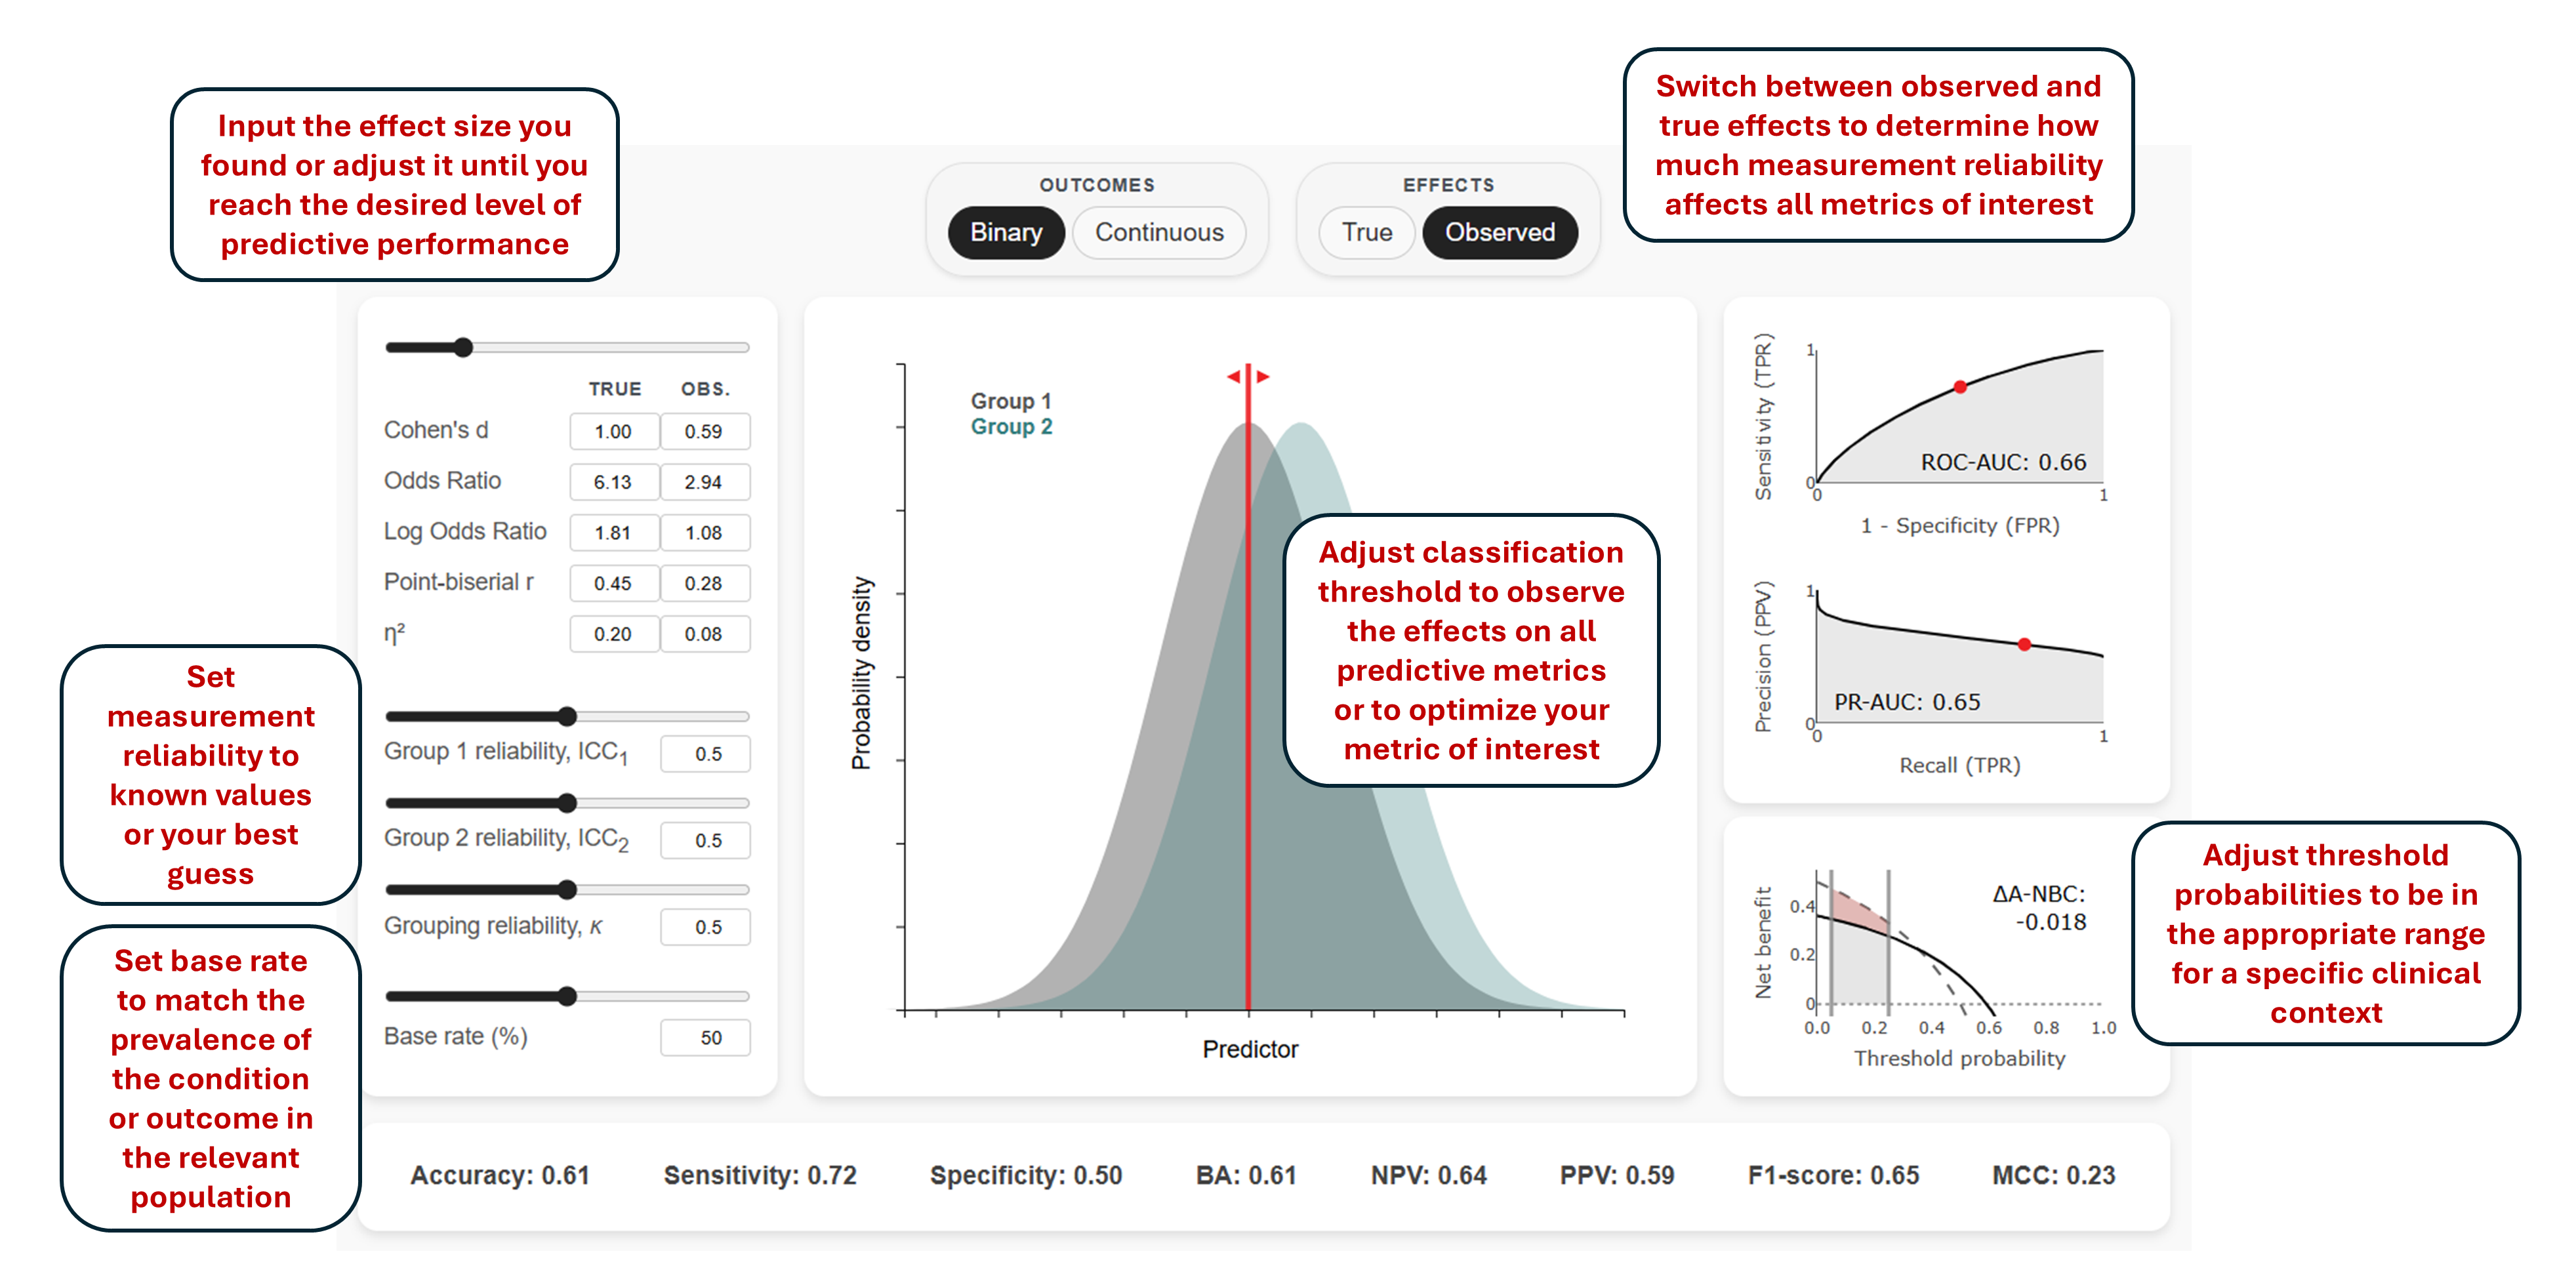 Input the effect size you
found or adjust it until you
reach the desired level of
predictive performance
Switch between observed and
true effects to determine how
much measurement reliability
affects all metrics of interest
OUTCOMES
Binary Continuous
EFFECTS
True Observed
TRUE OBS.
Cohen's d 1.00 0.59
Odds Ratio 6.13 2.94
Log Odds Ratio 1.81 1.08
Point-biserial r 0.45 0.28
η² 0.20 0.08
Group 1 reliability, ICC₁ 0.5
Group 2 reliability, ICC₂ 0.5
Grouping reliability, κ 0.5
Base rate (%) 50
Set
measurement
reliability to
known values
or your best
guess
Set base rate
to match the
prevalence of
the condition
or outcome in
the relevant
population
Group 1
Group 2
Probability density
Predictor
Adjust classification
threshold to observe
the effects on all
predictive metrics
or to optimize your
metric of interest
Sensitivity (TPR)
1
0
ROC-AUC: 0.66
0 1
1 - Specificity (FPR)
Precision (PPV)
1
0
PR-AUC: 0.65
0 1
Recall (TPR)
Net benefit
0.4
0.2
0
ΔA-NBC:
-0.018
0.0 0.2 0.4 0.6 0.8 1.0
Threshold probability
Adjust threshold
probabilities to be in
the appropriate range
for a specific clinical
context
Accuracy: 0.61 Sensitivity: 0.72 Specificity: 0.50 BA: 0.61 NPV: 0.64 PPV: 0.59 F1-score: 0.65 MCC: 0.23